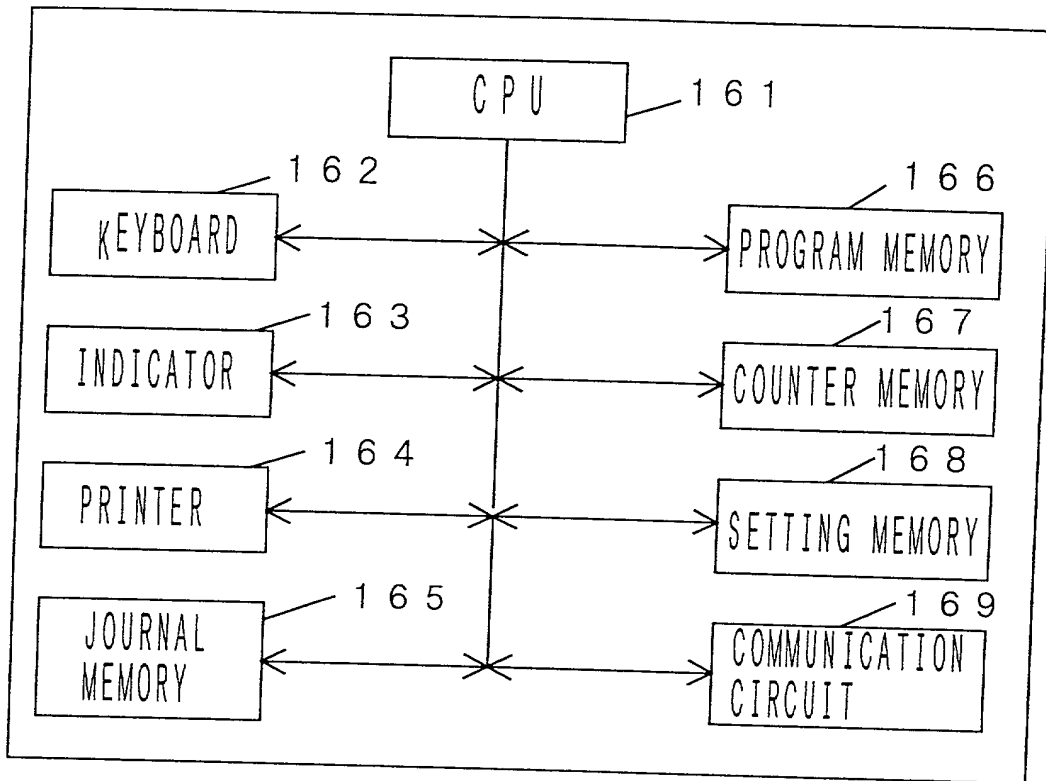 CPU
161
162
KEYBOARD
166
PROGRAM MEMORY
163
INDICATOR
167
COUNTER MEMORY
164
PRINTER
168
SETTING MEMORY
165
JOURNAL
MEMORY
169
COMMUNICATION
CIRCUIT